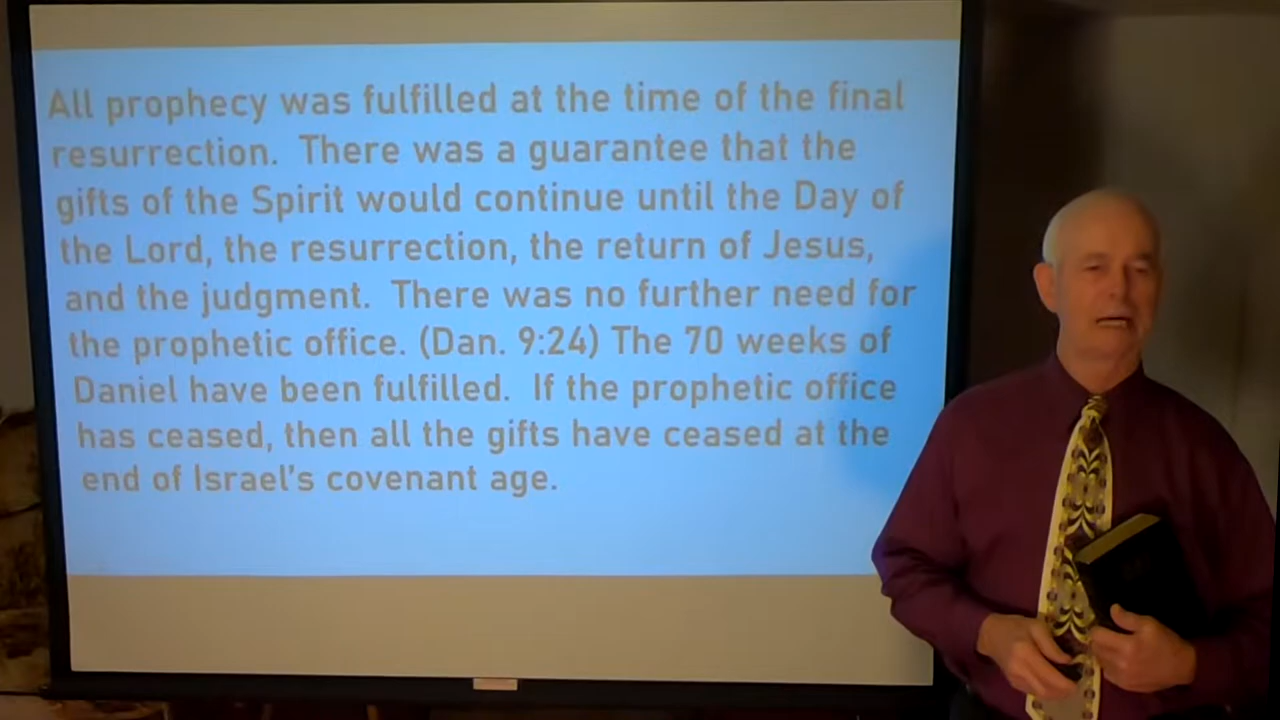 All prophecy was fulfilled at the time of the final
resurrection. There was a guarantee that the
gifts of the Spirit would continue until the Day of
the Lord, the resurrection, the return of Jesus,
and the judgment. There was no further need for
the prophetic office. (Dan. 9:24) The 70 weeks of
Daniel have been fulfilled. If the prophetic office
has ceased, then all the gifts have ceased at the
end of Israel's covenant age.